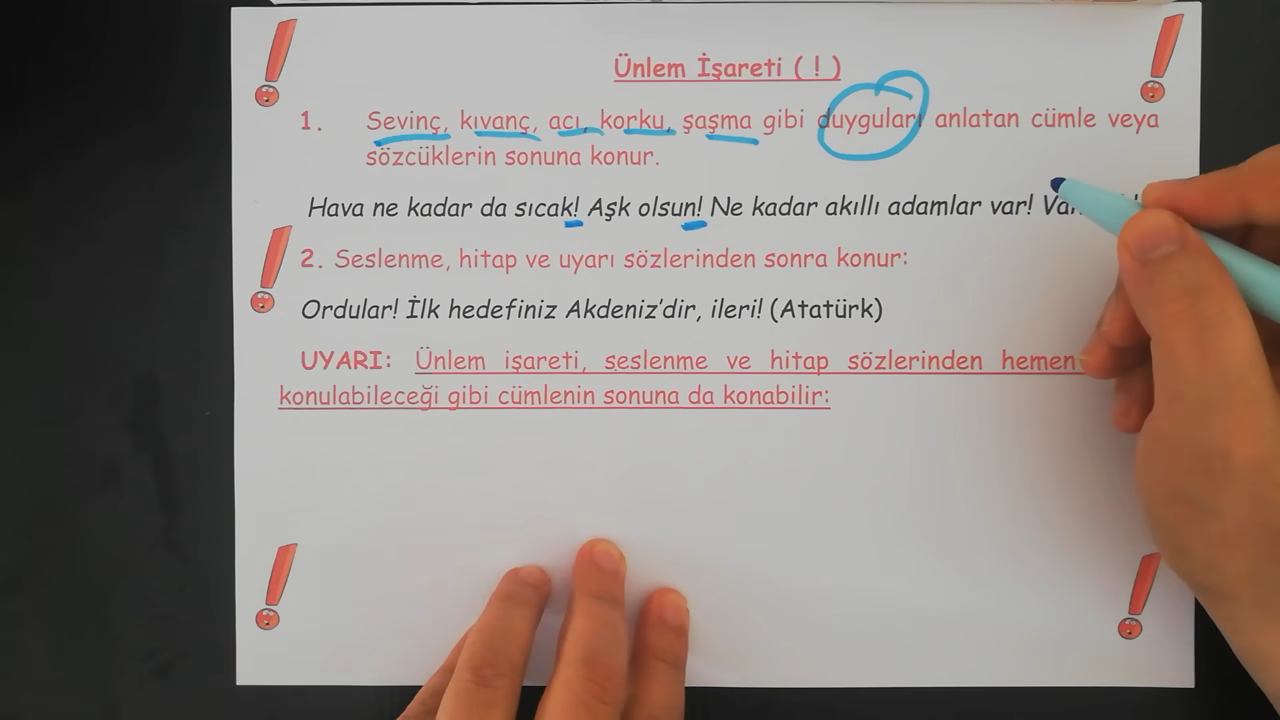 Ünlem İşareti ( ! )
1. Sevinç, kıvanç, acı, korku, şaşma gibi duyguları anlatan cümle veya
sözcüklerin sonuna konur.
Hava ne kadar da sıcak! Aşk olsun! Ne kadar akıllı adamlar var!
2. Seslenme, hitap ve uyarı sözlerinden sonra konur:
Ordular! İlk hedefiniz Akdeniz’dir, ileri! (Atatürk)
UYARI: Ünlem işareti, seslenme ve hitap sözlerinden hemen
konulabileceği gibi cümlenin sonuna da konabilir: